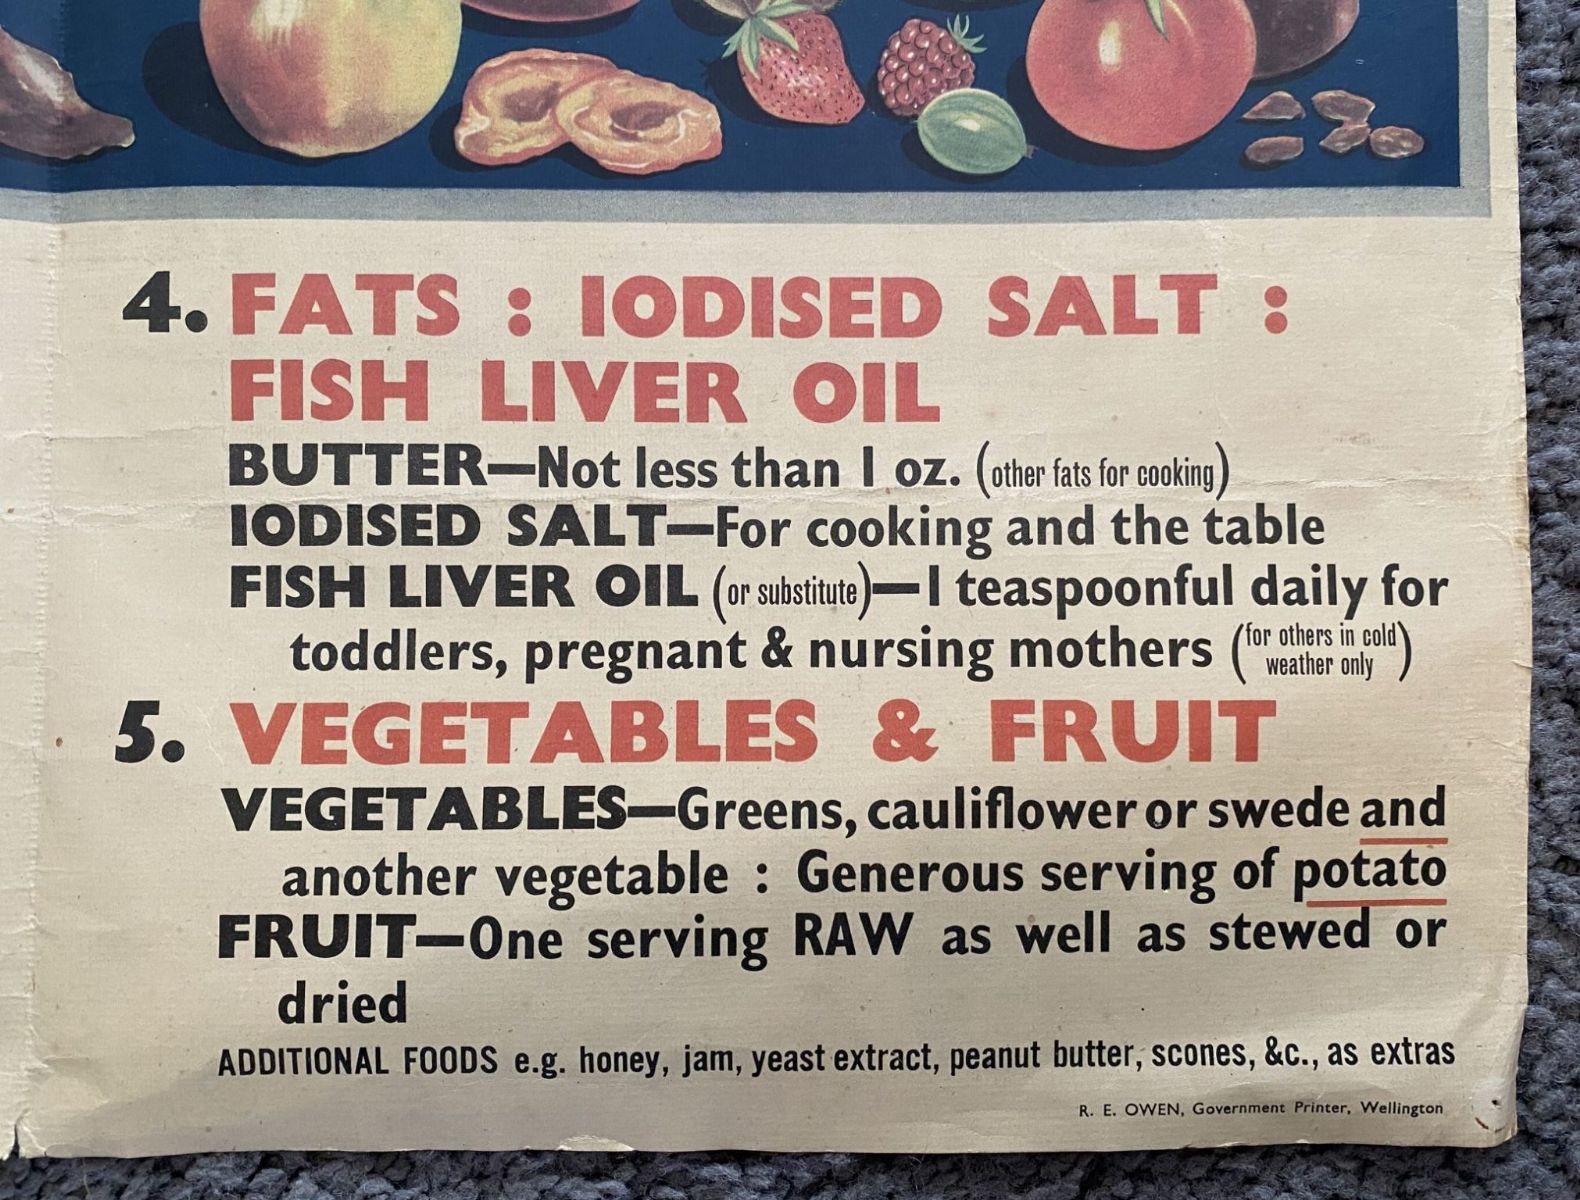 4. FATS : IODISED SALT :
FISH LIVER OIL
BUTTER—Not less than 1 oz. (other fats for cooking)
IODISED SALT—For cooking and the table
FISH LIVER OIL (or substitute)—1 teaspoonful daily for
toddlers, pregnant & nursing mothers (for others in cold weather only)
5. VEGETABLES & FRUIT
VEGETABLES—Greens, cauliflower or swede and
another vegetable : Generous serving of potato
FRUIT—One serving RAW as well as stewed or
dried
ADDITIONAL FOODS e.g. honey, jam, yeast extract, peanut butter, scones, &c., as extras
R. E. OWEN, Government Printer, Wellington